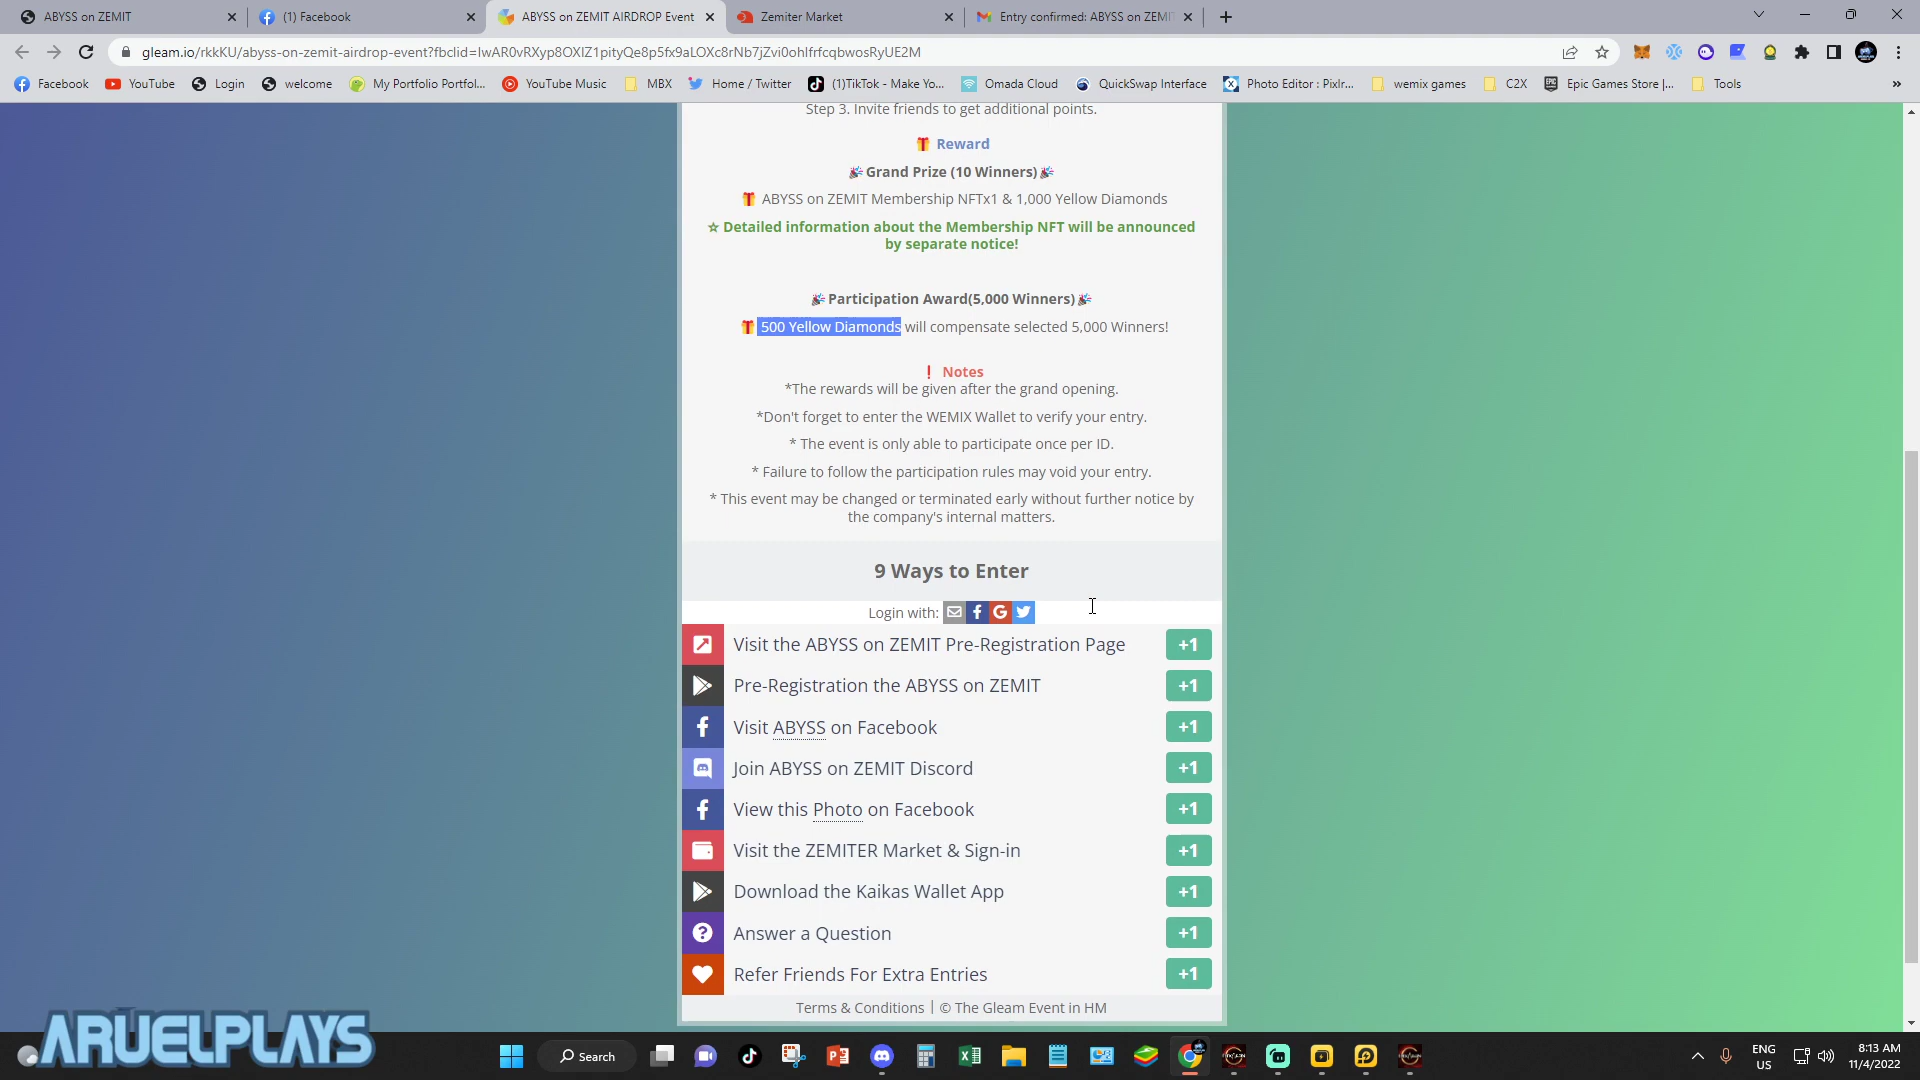 ABYSS on ZEMIT
(1) Facebook
ABYSS on ZEMIT AIRDROP Event
Zemiter Market
Entry confirmed: ABYSS on ZEMI
gleam.io/rkkKU/abyss-on-zemit-airdrop-event?fbclid=IwAR0vRXyp8OXIZ1pityQe8p5fx9aLOXc8rNb7jZvi0ohIfrfcqbwosRyUE2M
Facebook
YouTube
Login
welcome
My Portfolio Portfol...
YouTube Music
MBX
Home / Twitter
(1)TikTok - Make Yo...
Omada Cloud
QuickSwap Interface
Photo Editor : Pixlr...
wemix games
C2X
Epic Games Store |...
Tools
»
Step 3. Invite friends to get additional points.
Reward
Grand Prize (10 Winners)
ABYSS on ZEMIT Membership NFTx1 & 1,000 Yellow Diamonds
☆ Detailed information about the Membership NFT will be announced
by separate notice!
Participation Award(5,000 Winners)
500 Yellow Diamonds will compensate selected 5,000 Winners!
❗ Notes
*The rewards will be given after the grand opening.
*Don't forget to enter the WEMIX Wallet to verify your entry.
* The event is only able to participate once per ID.
* Failure to follow the participation rules may void your entry.
* This event may be changed or terminated early without further notice by
the company's internal matters.
9 Ways to Enter
Login with:
Visit the ABYSS on ZEMIT Pre-Registration Page +1
Pre-Registration the ABYSS on ZEMIT +1
Visit ABYSS on Facebook +1
Join ABYSS on ZEMIT Discord +1
View this Photo on Facebook +1
Visit the ZEMITER Market & Sign-in +1
Download the Kaikas Wallet App +1
Answer a Question +1
Refer Friends For Extra Entries +1
Terms & Conditions | © The Gleam Event in HM
ARUELPLAYS
Search
ENG
US
8:13 AM
11/4/2022